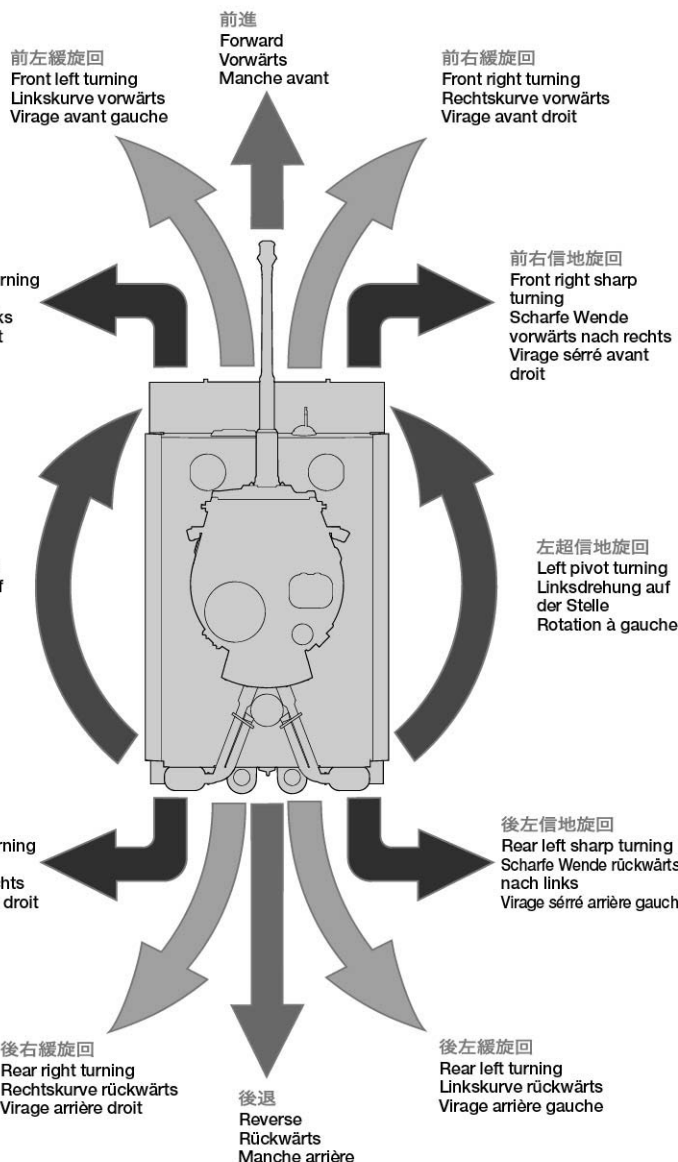 前進
Forward
Vorwärts
Manche avant
前左緩旋回
Front left turning
Linkskurve vorwärts
Virage avant gauche
前右緩旋回
Front right turning
Rechtskurve vorwärts
Virage avant droit
前右信地旋回
Front right sharp
turning
Scharfe Wende
vorwärts nach rechts
Virage sérré avant
droit
左超信地旋回
Left pivot turning
Linksdrehung auf
der Stelle
Rotation à gauche
droit
後左信地旋回
Rear left sharp turning
Scharfe Wende rückwärts
nach links
Virage sérré arrière
後右緩旋回
Rear right turning
Rechtskurve rückwärts
Virage arrière droit
後退
Reverse
Rückwärts
Manche arrière
後左緩旋回
Rear left turning
Linkskurve rückwärts
Virage arrière gauche